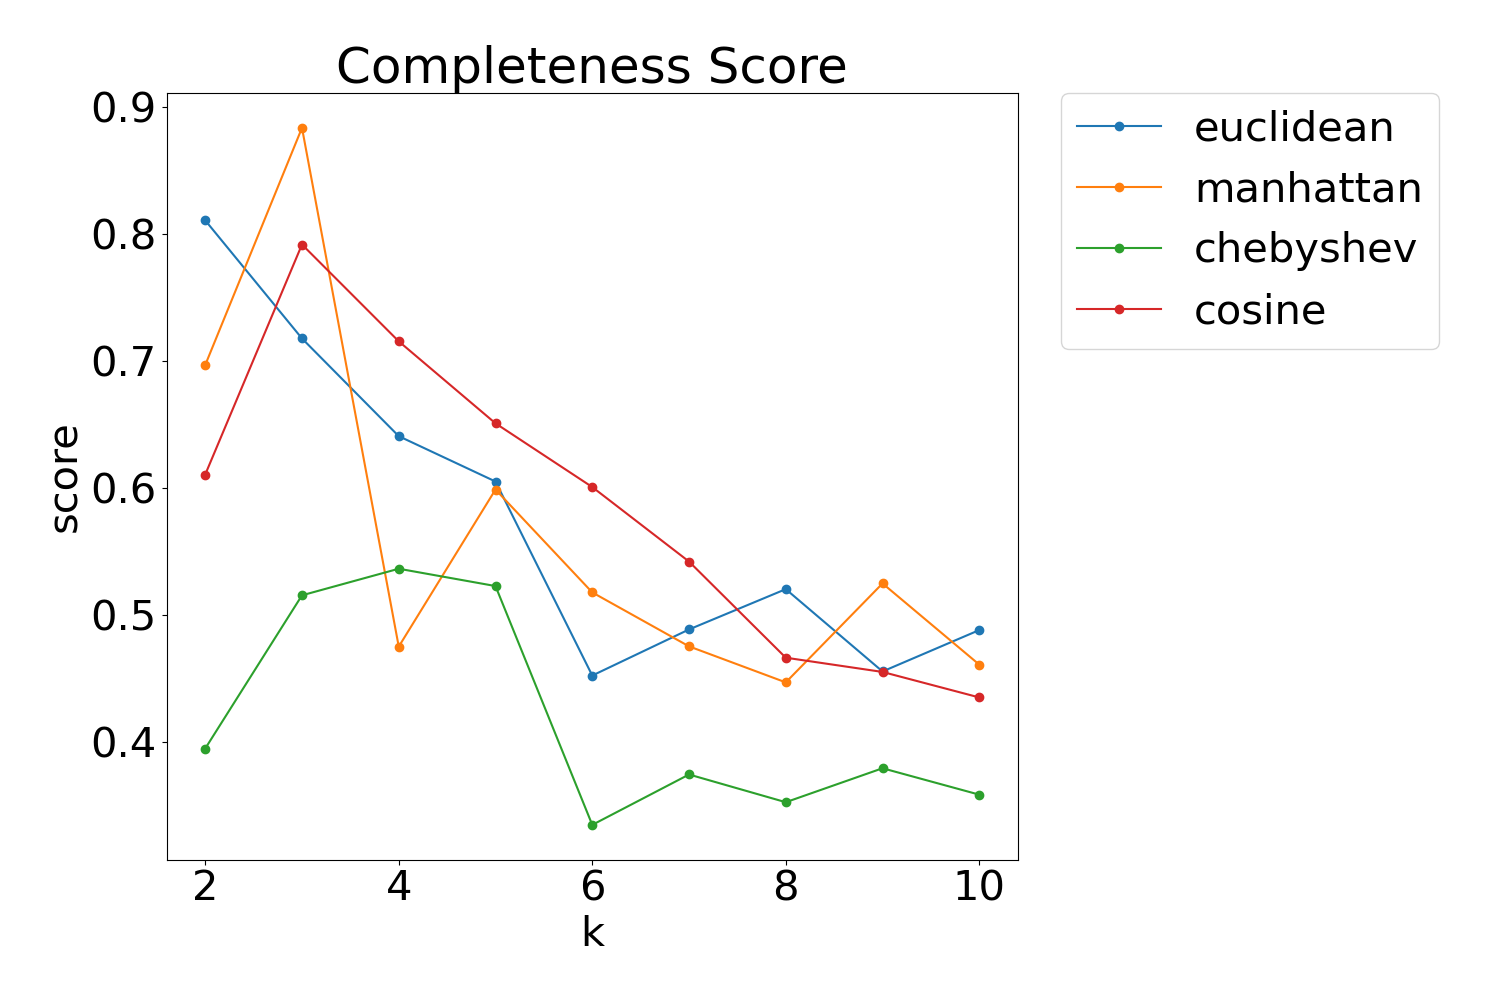 Completeness Score
0.9
0.8
0.7
0.6
0.5
0.4
score
2 4 6 8 10
k
euclidean
manhattan
chebyshev
cosine